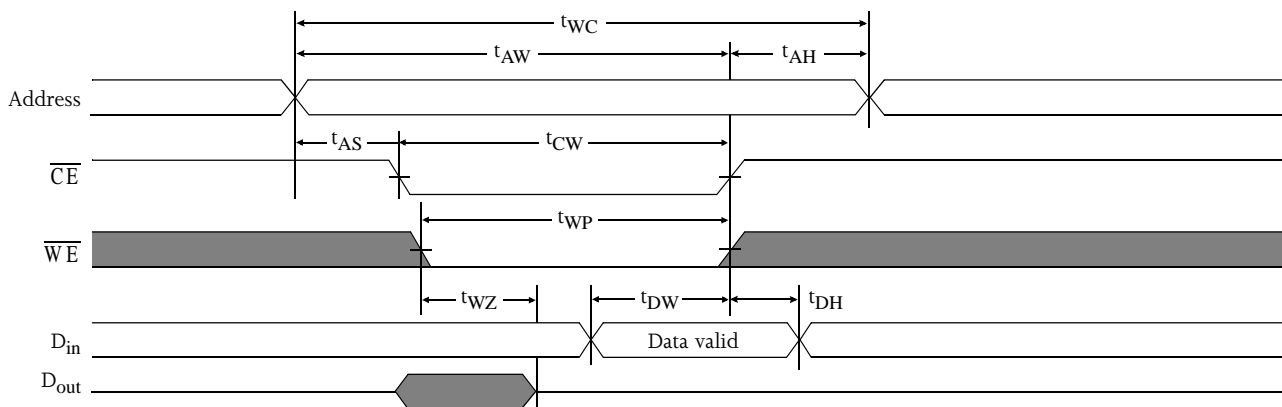 tWC
tAW tAH
Address
tAS tCW
CE
tWP
WE
tWZ tDW tDH
Din Data valid
Dout